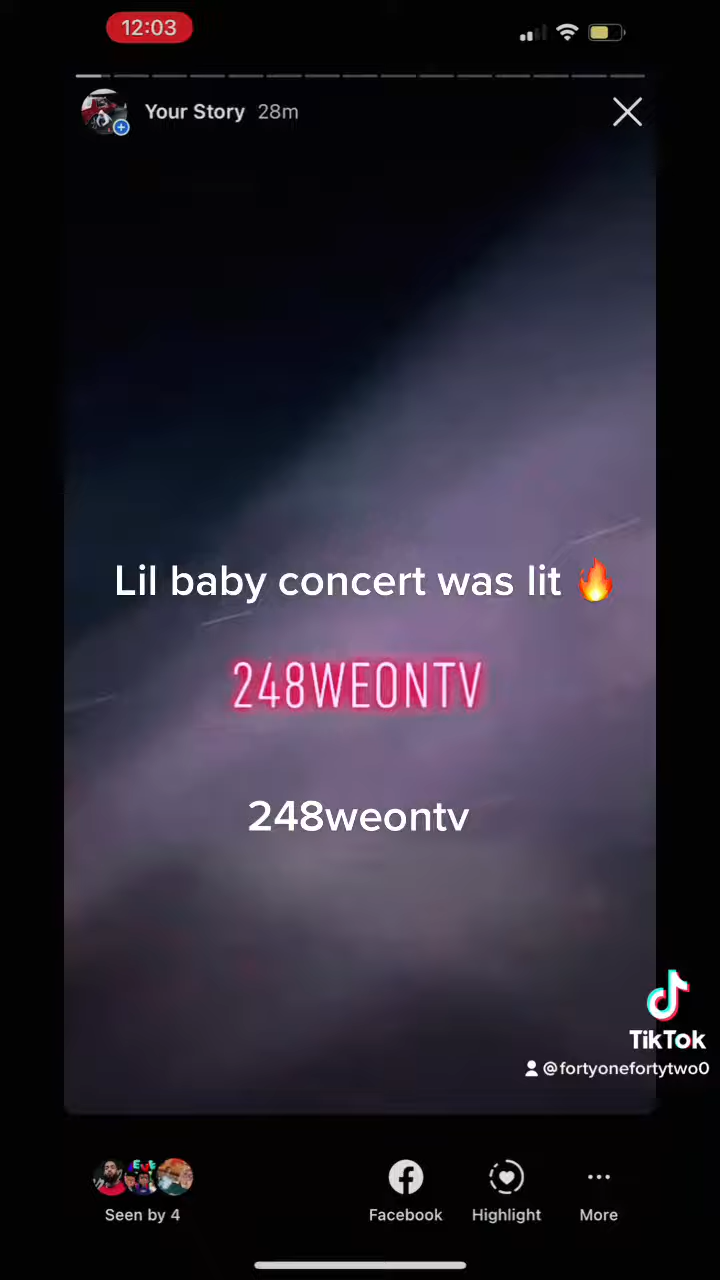 12:03
Your Story 28m
Lil baby concert was lit 🔥
248WEONTV
248weontv
TikTok
@fortyonefortytwo0
Seen by 4
Facebook
Highlight
More